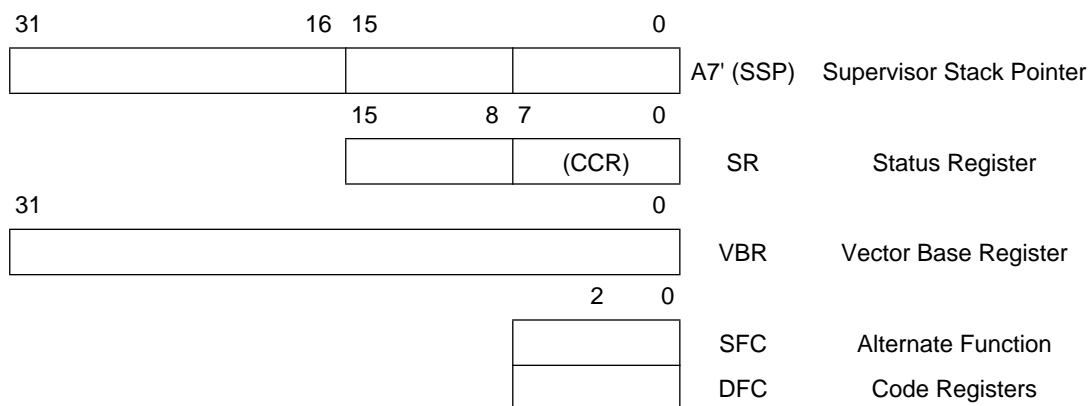 31 16 15 0
A7' (SSP) Supervisor Stack Pointer
15 8 7 0
(CCR) SR Status Register
31 0
VBR Vector Base Register
2 0
SFC Alternate Function
DFC Code Registers